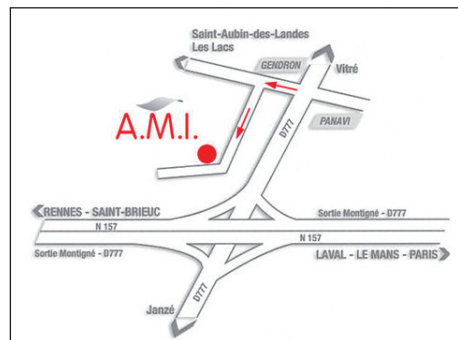 Saint-Aubin-des-Landes
Les Lacs
GENDRON
Vitré
A.M.I.
D777
PANAVI
RENNES - SAINT-BRIEUC
Sortie Montigné - D777
N 157
N 157
Sortie Montigné - D777
LAVAL - LE MANS - PARIS
D777
Janzé